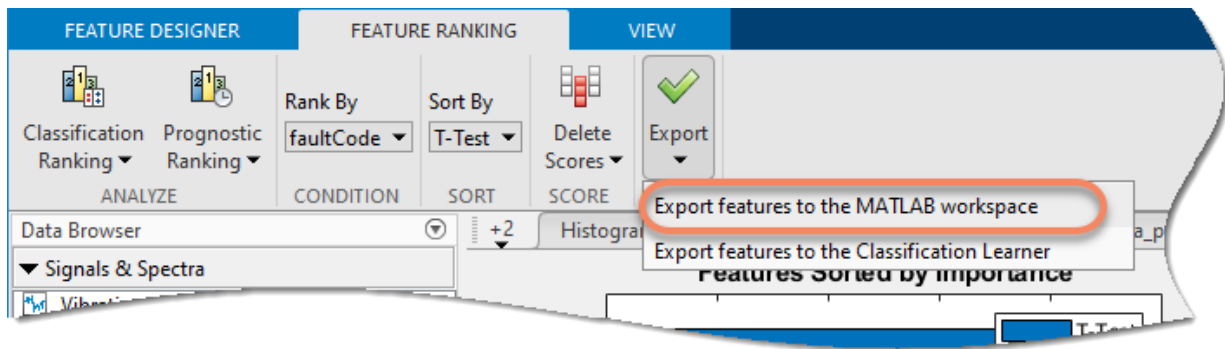 FEATURE DESIGNER FEATURE RANKING VIEW
Rank By Sort By
Classification Prognostic faultCode T-Test Delete Export
Ranking Ranking Scores
ANALYZE CONDITION SORT SCORE
Export features to the MATLAB workspace
Data Browser +2 Histogra
Export features to the Classification Learner
Signals & Spectra
Features Sorted by Importance
T-Test